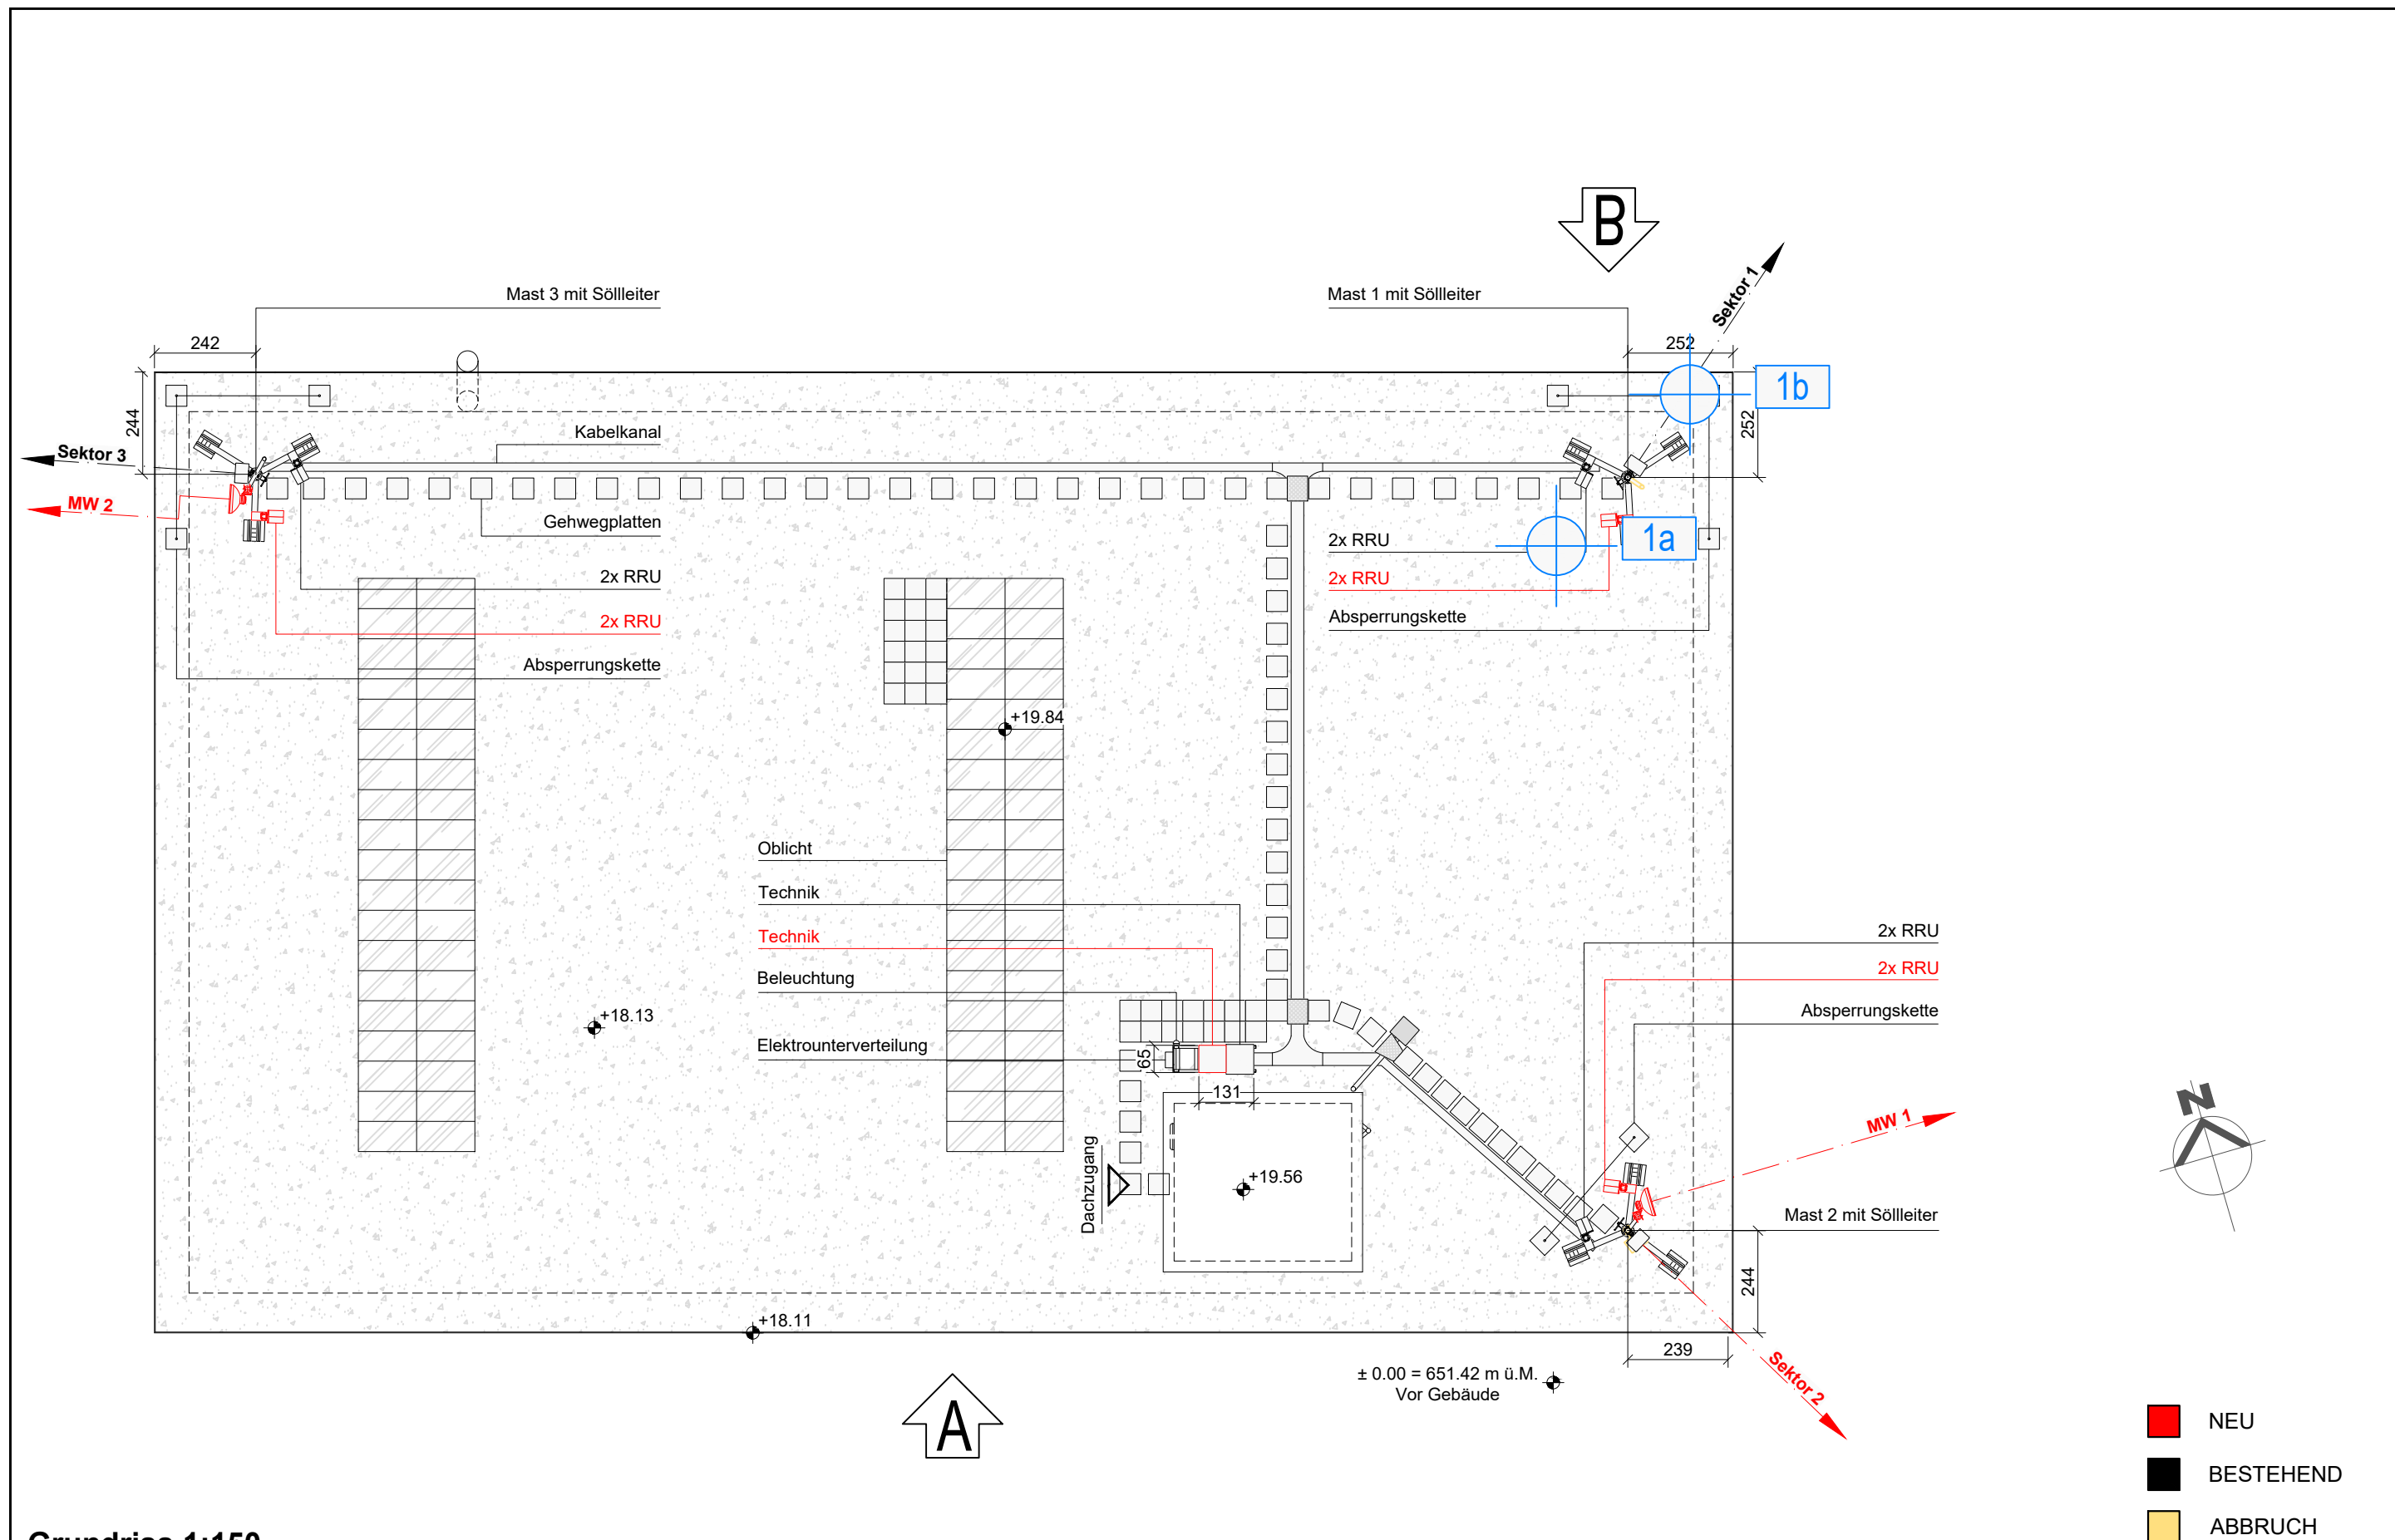 B
Sektor 1
Mast 3 mit Söllleiter
Mast 1 mit Söllleiter
242
252
1b
244
252
Kabelkanal
Sektor 3
MW 2
Gehwegplatten
2x RRU
1a
2x RRU
2x RRU
2x RRU
Absperrungskette
Absperrungskette
+19.84
Oblicht
Technik
Technik
Beleuchtung
+18.13
Elektrounterverteilung
65
131
2x RRU
2x RRU
Absperrungskette
N
MW 1
Dachzugang
+19.56
Mast 2 mit Söllleiter
244
+18.11
239
± 0.00 = 651.42 m ü.M.
Vor Gebäude
Sektor 2
A
NEU
BESTEHEND
ABBRUCH
Grundriss 1:150